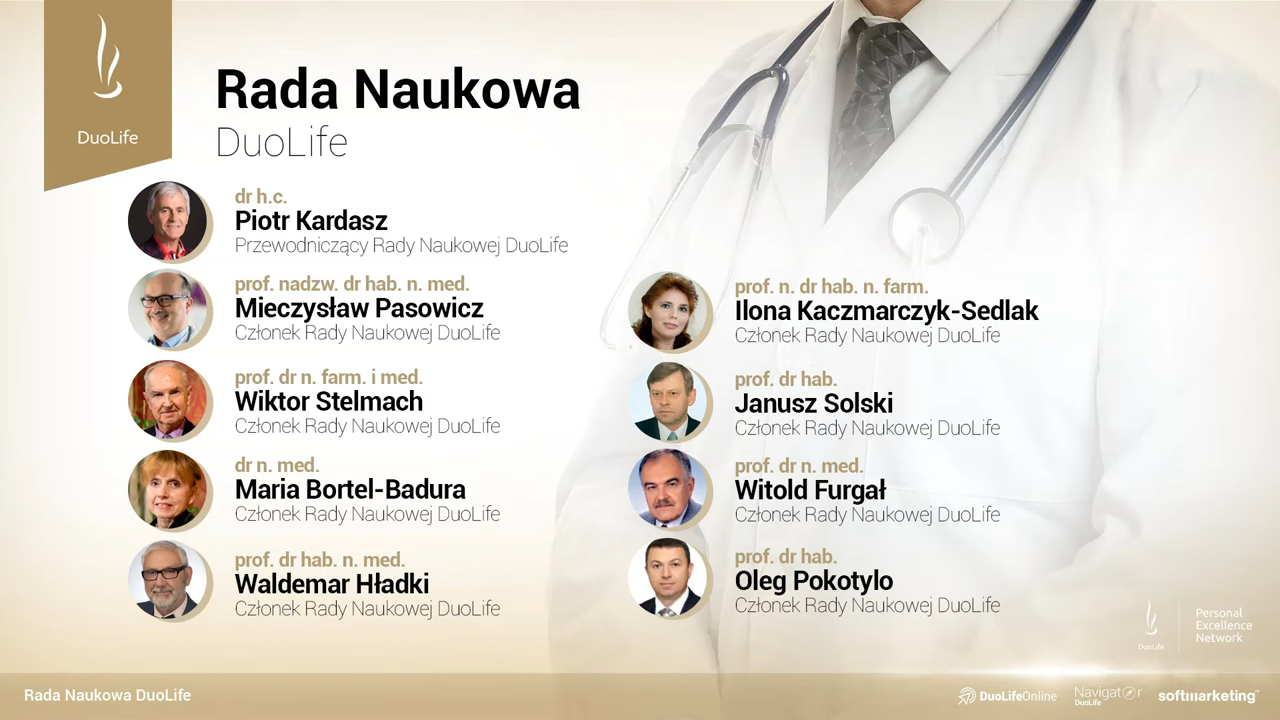 DuoLife
Rada Naukowa
DuoLife
dr h.c.
Piotr Kardasz
Przewodniczący Rady Naukowej DuoLife
prof. nadzw. dr hab. n. med.
Mieczysław Pasowicz
Członek Rady Naukowej DuoLife
prof. dr n. farm. i med.
Wiktor Stelmach
Członek Rady Naukowej DuoLife
dr n. med.
Maria Bortel-Badura
Członek Rady Naukowej DuoLife
prof. dr hab. n. med.
Waldemar Hładki
Członek Rady Naukowej DuoLife
prof. n. dr hab. n. farm.
Ilona Kaczmarczyk-Sedlak
Członek Rady Naukowej DuoLife
prof. dr hab.
Janusz Solski
Członek Rady Naukowej DuoLife
prof. dr n. med.
Witold Furgał
Członek Rady Naukowej DuoLife
prof. dr hab.
Oleg Pokotylo
Członek Rady Naukowej DuoLife
DuoLife
Personal
Excellence
Network
Rada Naukowa DuoLife
DuoLifeOnline
Navigator
DuoLife
softmarketing™